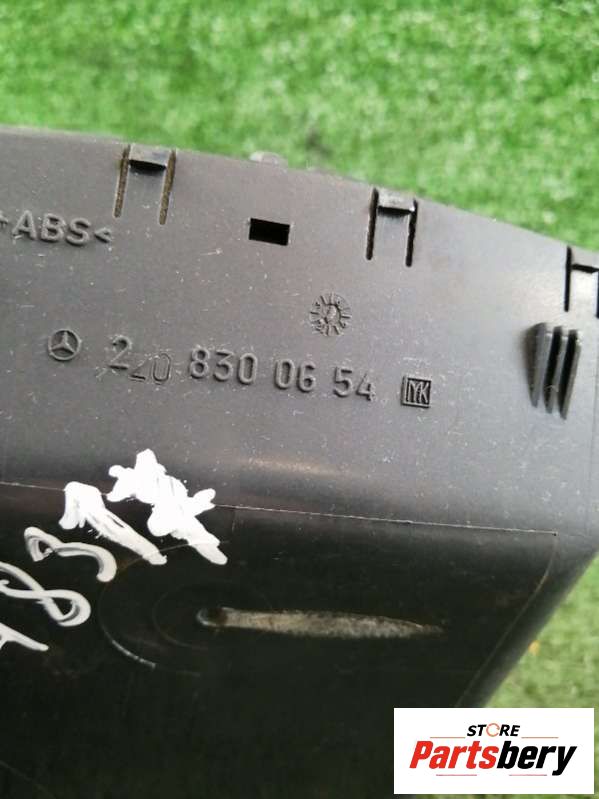 >ABS<
220 830 06 54
STORE
Partsbery